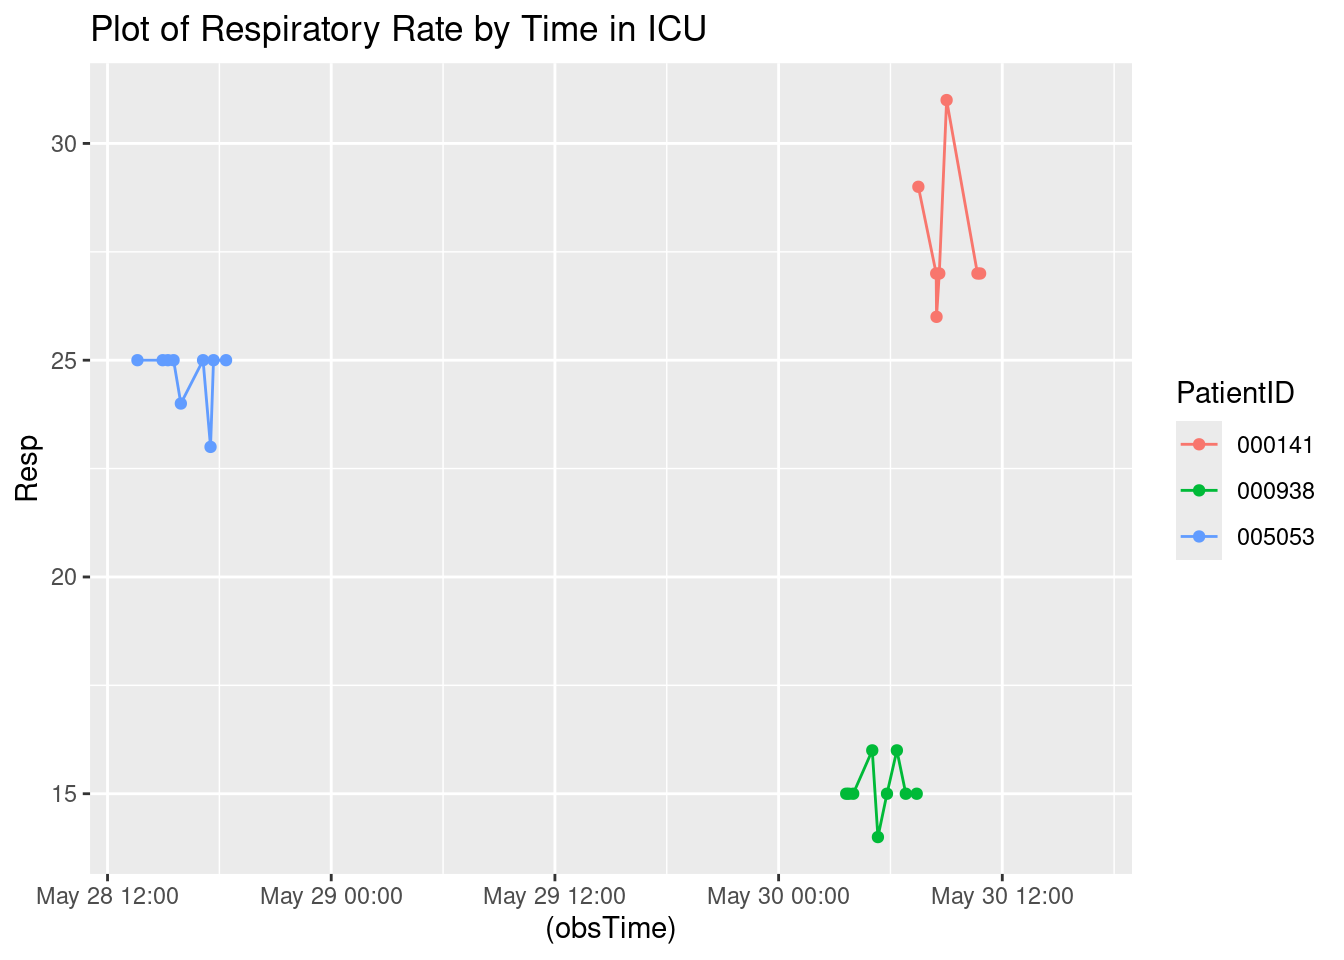 Plot of Respiratory Rate by Time in ICU
30
25
20
15
Resp
May 28 12:00
May 29 00:00
May 29 12:00
May 30 00:00
May 30 12:00
(obsTime)
PatientID
000141
000938
005053